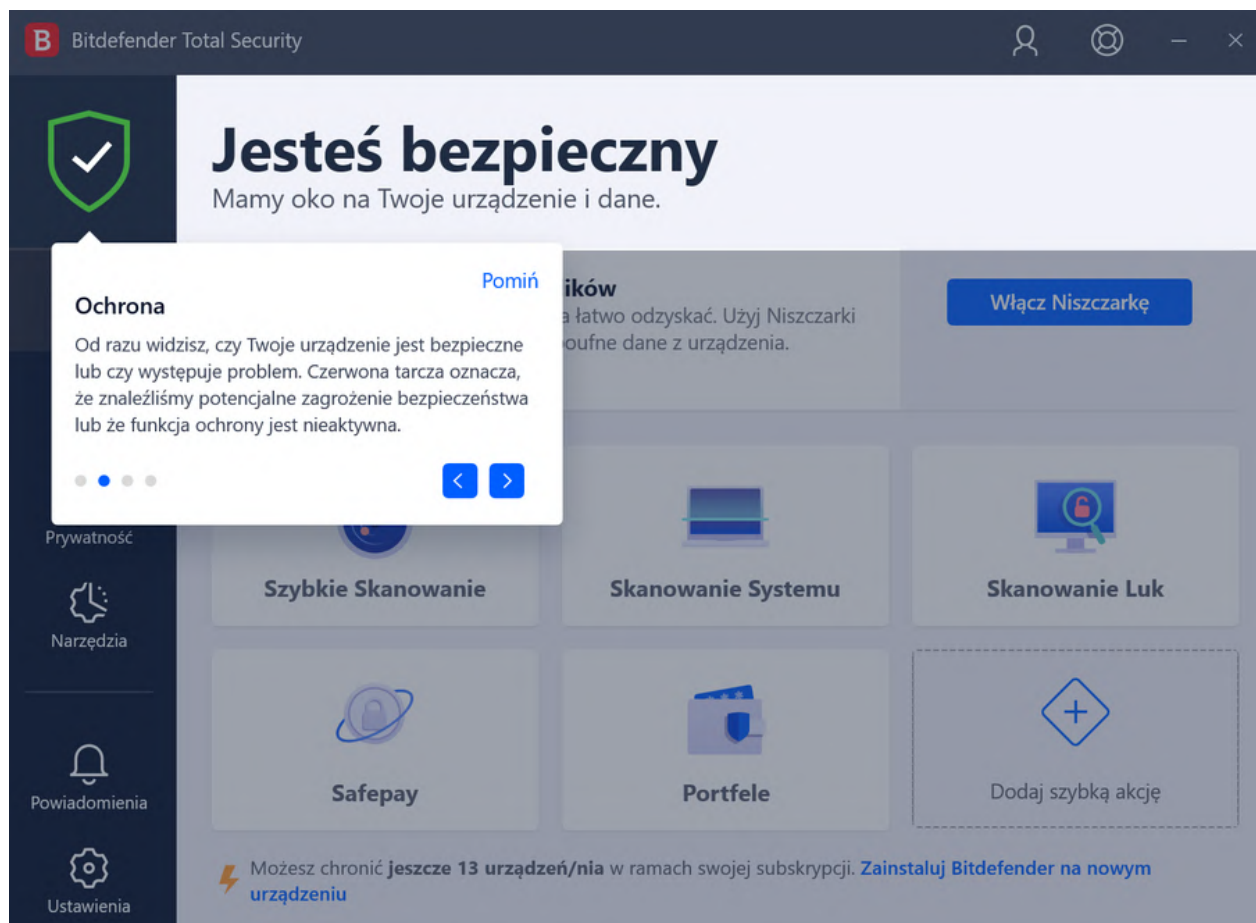 B Bitdefender Total Security
Jesteś bezpieczny
Mamy oko na Twoje urządzenie i dane.
Pomiń
Ochrona
Od razu widzisz, czy Twoje urządzenie jest bezpieczne
lub czy występuje problem. Czerwona tarcza oznacza,
że znaleźliśmy potencjalne zagrożenie bezpieczeństwa
lub że funkcja ochrony jest nieaktywna.
łatwo odzyskać. Użyj Niszczarki
dane z urządzenia.
Włącz Niszczarkę
Prywatność
Narzędzia
Powiadomienia
Ustawienia
Szybkie Skanowanie
Skanowanie Systemu
Skanowanie Luk
Safepay
Portfele
Dodaj szybką akcję
Możesz chronić jeszcze 13 urządzeń/nia w ramach swojej subskrypcji. Zainstaluj Bitdefender na nowym
urządzeniu